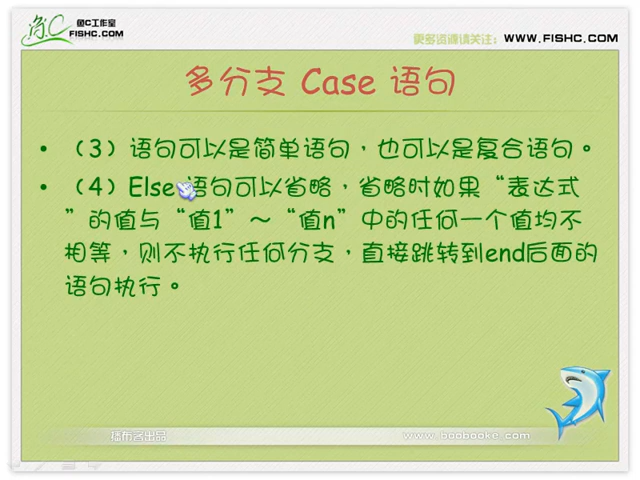 鱼C工作室
FISHC.COM
更多资源请关注：WWW.FISHC.COM
多分支 Case 语句
• （3）语句可以是简单语句，也可以是复合语句。
• （4）Else 语句可以省略，省略时如果“表达式
”的值与“值1”～“值n”中的任何一个值均不
相等，则不执行任何分支，直接跳转到end后面的
语句执行。
播布客出品
www.boobooke.com